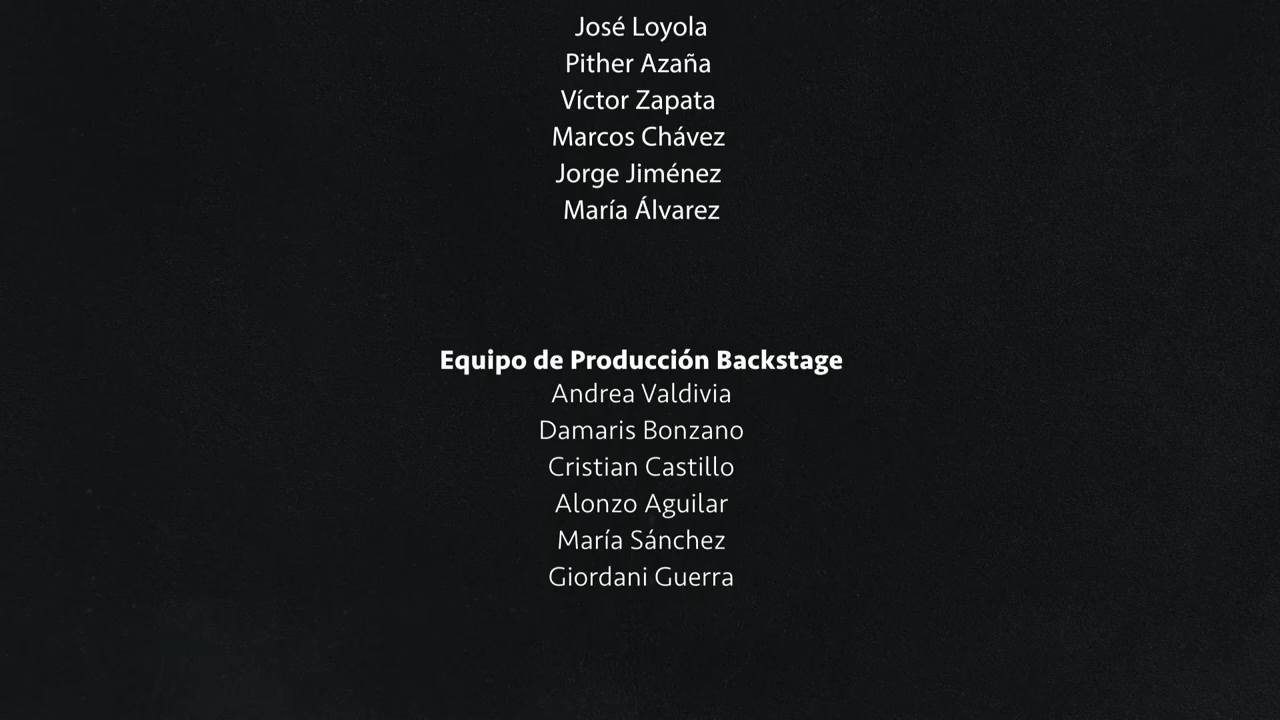 José Loyola
Pither Azaña
Víctor Zapata
Marcos Chávez
Jorge Jiménez
María Álvarez
Equipo de Producción Backstage
Andrea Valdivia
Damaris Bonzano
Cristian Castillo
Alonzo Aguilar
María Sánchez
Giordani Guerra